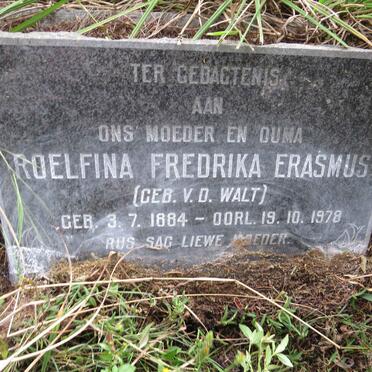 TER GEDAGTENIS
AAN
ONS MOEDER EN OUMA
ROELFINA FREDRIKA ERASMUS
(GEB. V.D. WALT)
GEB. 3.7.1884 - OORL. 19.10.1978
RUS SAG LIEWE MOEDER.